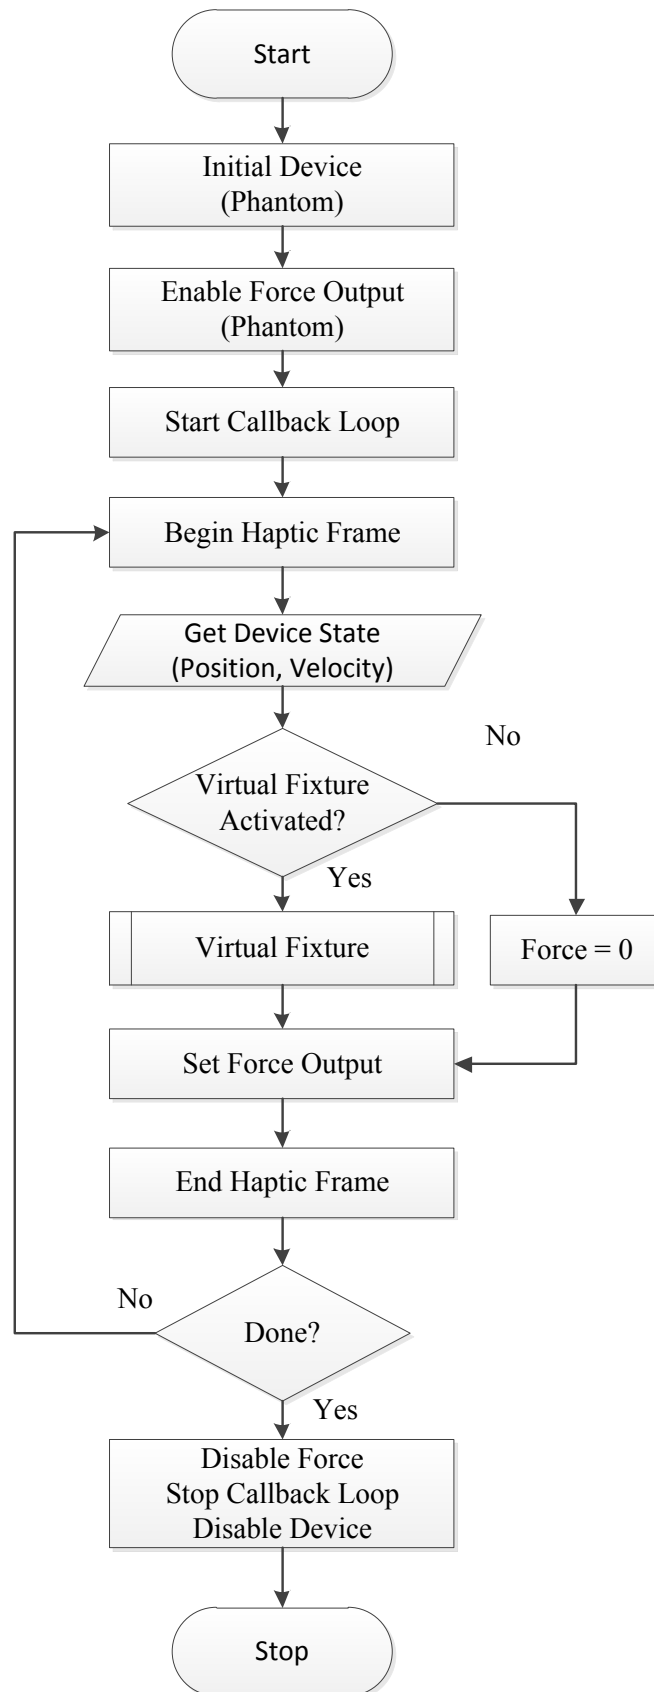 Start
Initial Device
(Phantom)
Enable Force Output
(Phantom)
Start Callback Loop
Begin Haptic Frame
Get Device State
(Position, Velocity)
No
Virtual Fixture
Activated?
Yes
Virtual Fixture
Force = 0
Set Force Output
End Haptic Frame
No
Done?
Yes
Disable Force
Stop Callback Loop
Disable Device
Stop